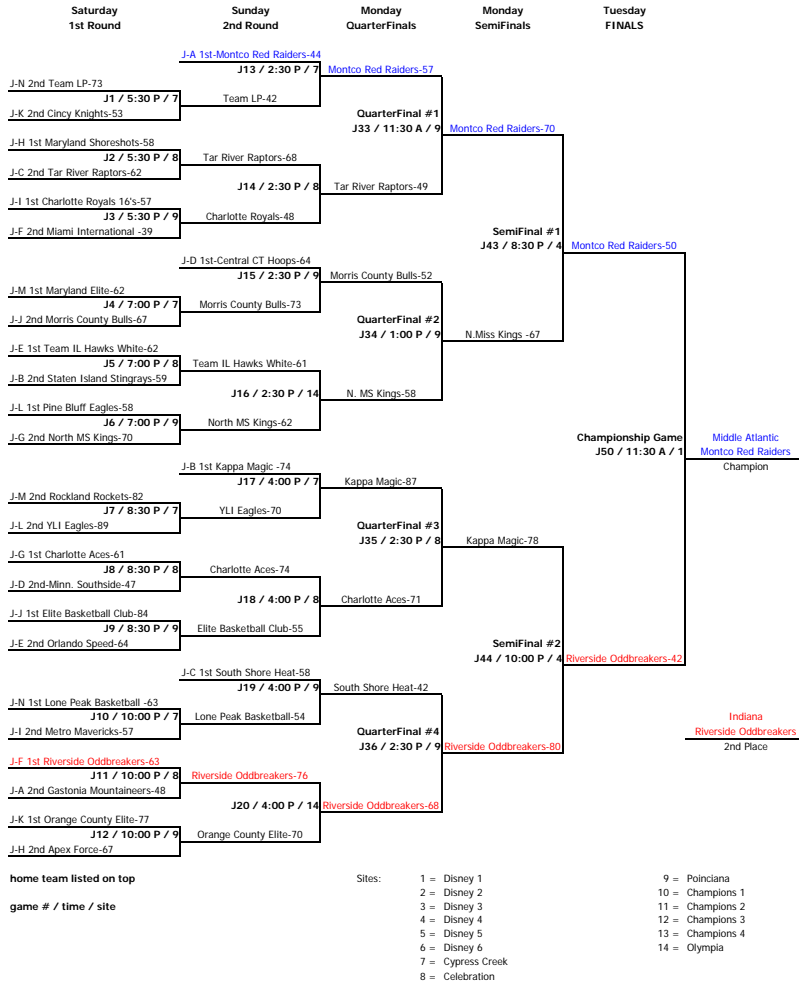 Saturday
1st Round
Sunday
2nd Round
Monday
QuarterFinals
Monday
SemiFinals
Tuesday
FINALS
J-A 1st-Montco Red Raiders-44
J13 / 2:30 P / 7
Montco Red Raiders-57
J-N 2nd Team LP-73
J1 / 5:30 P / 7
Team LP-42
J-K 2nd Cincy Knights-53
QuarterFinal #1
J33 / 11:30 A / 9
Montco Red Raiders-70
J-H 1st Maryland Shoreshots-58
J2 / 5:30 P / 8
Tar River Raptors-68
J-C 2nd Tar River Raptors-62
J14 / 2:30 P / 8
Tar River Raptors-49
J-I 1st Charlotte Royals 16's-57
J3 / 5:30 P / 9
Charlotte Royals-48
J-F 2nd Miami International -39
SemiFinal #1
J43 / 8:30 P / 4
Montco Red Raiders-50
J-D 1st-Central CT Hoops-64
J15 / 2:30 P / 9
Morris County Bulls-52
J-M 1st Maryland Elite-62
J4 / 7:00 P / 7
Morris County Bulls-73
J-J 2nd Morris County Bulls-67
QuarterFinal #2
J34 / 1:00 P / 9
N.Miss Kings -67
J-E 1st Team IL Hawks White-62
J5 / 7:00 P / 8
Team IL Hawks White-61
J-B 2nd Staten Island Stingrays-59
J16 / 2:30 P / 14
N. MS Kings-58
J-L 1st Pine Bluff Eagles-58
J6 / 7:00 P / 9
North MS Kings-62
J-G 2nd North MS Kings-70
Championship Game
J50 / 11:30 A / 1
Middle Atlantic
Montco Red Raiders
Champion
J-B 1st Kappa Magic -74
J17 / 4:00 P / 7
Kappa Magic-87
J-M 2nd Rockland Rockets-82
J7 / 8:30 P / 7
YLI Eagles-70
J-L 2nd YLI Eagles-89
QuarterFinal #3
J35 / 2:30 P / 8
Kappa Magic-78
J-G 1st Charlotte Aces-61
J8 / 8:30 P / 8
Charlotte Aces-74
J-D 2nd-Minn. Southside-47
J18 / 4:00 P / 8
Charlotte Aces-71
J-J 1st Elite Basketball Club-84
J9 / 8:30 P / 9
Elite Basketball Club-55
J-E 2nd Orlando Speed-64
SemiFinal #2
J44 / 10:00 P / 4
Riverside Oddbreakers-42
J-C 1st South Shore Heat-58
J19 / 4:00 P / 9
South Shore Heat-42
J-N 1st Lone Peak Basketball -63
J10 / 10:00 P / 7
Lone Peak Basketball-54
J-I 2nd Metro Mavericks-57
QuarterFinal #4
J36 / 2:30 P / 9
Riverside Oddbreakers-80
Indiana
Riverside Oddbreakers
2nd Place
J-F 1st Riverside Oddbreakers-63
J11 / 10:00 P / 8
Riverside Oddbreakers-76
J-A 2nd Gastonia Mountaineers-48
J20 / 4:00 P / 14
Riverside Oddbreakers-68
J-K 1st Orange County Elite-77
J12 / 10:00 P / 9
Orange County Elite-70
J-H 2nd Apex Force-67
home team listed on top
game # / time / site
Sites:
1 = Disney 1
2 = Disney 2
3 = Disney 3
4 = Disney 4
5 = Disney 5
6 = Disney 6
7 = Cypress Creek
8 = Celebration
9 = Poinciana
10 = Champions 1
11 = Champions 2
12 = Champions 3
13 = Champions 4
14 = Olympia